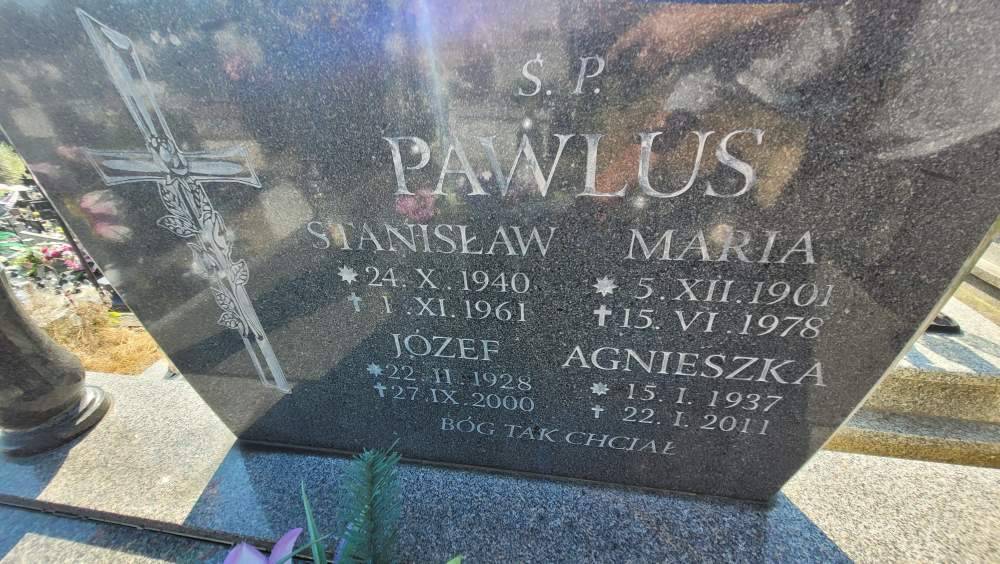 Ś. P.
PAWLUS
STANISŁAW
* 24. X. 1940
✝ 1. XI. 1961
MARIA
* 5. XII. 1901
✝ 15. VI. 1978
JÓZEF
* 22. II. 1928
✝ 27. IX. 2000
AGNIESZKA
* 15. I. 1937
✝ 22. I. 2011
BÓG TAK CHCIAŁ